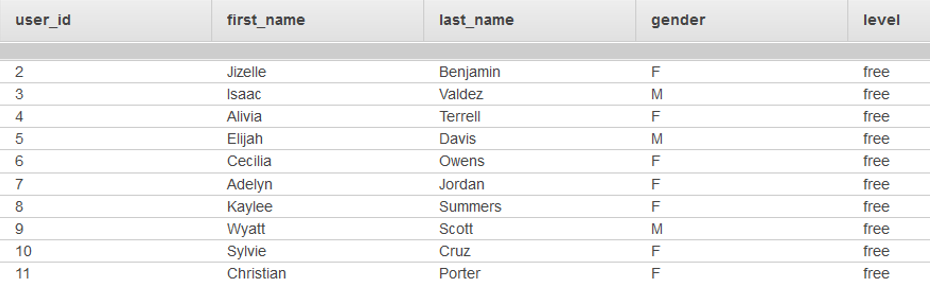 user_id first_name last_name gender level
2 Jizelle Benjamin F free
3 Isaac Valdez M free
4 Alivia Terrell F free
5 Elijah Davis M free
6 Cecilia Owens F free
7 Adelyn Jordan F free
8 Kaylee Summers F free
9 Wyatt Scott M free
10 Sylvie Cruz F free
11 Christian Porter F free